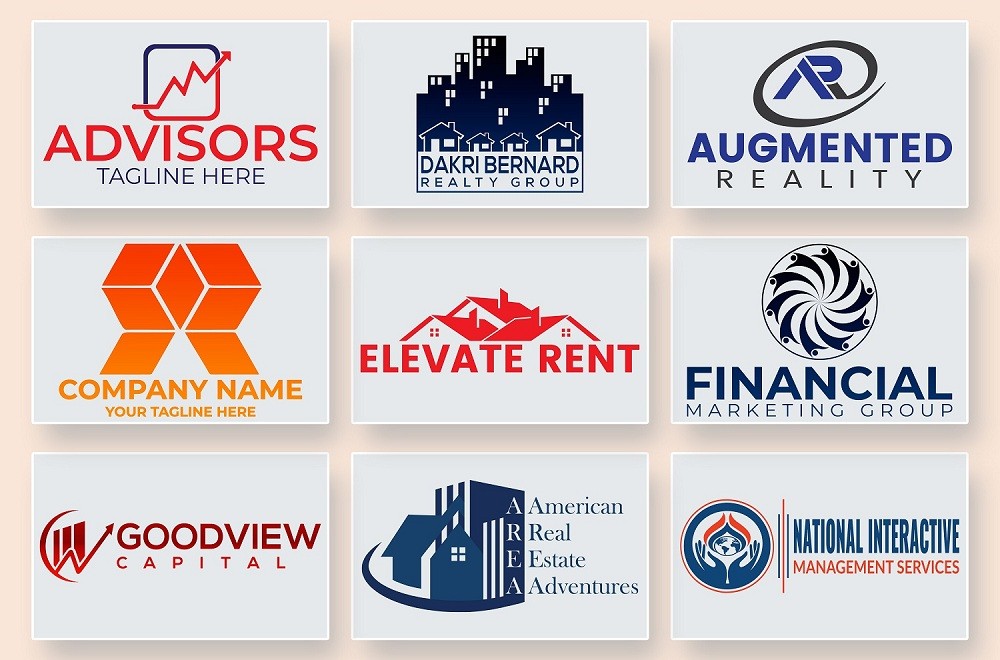 ADVISORS
TAGLINE HERE
DAKRI BERNARD
REALTY GROUP
AR
AUGMENTED
REALITY
COMPANY NAME
YOUR TAGLINE HERE
ELEVATE RENT
FINANCIAL
MARKETING GROUP
GOODVIEW
CAPITAL
A American
R Real
E Estate
A Adventures
NATIONAL INTERACTIVE
MANAGEMENT SERVICES